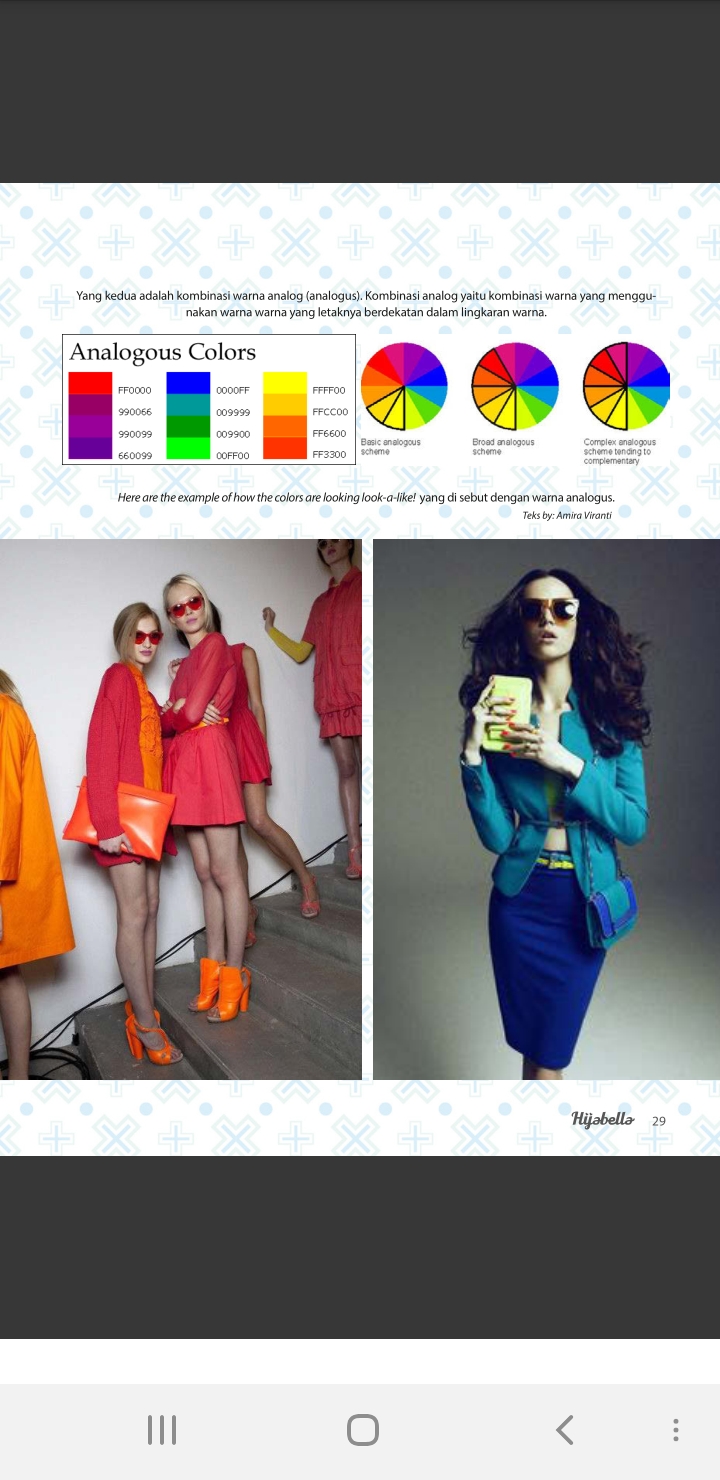 Yang kedua adalah kombinasi warna analog (analogus). Kombinasi analog yaitu kombinasi warna yang menggu-
nakan warna warna yang letaknya berdekatan dalam lingkaran warna.
Analogous Colors
FF0000 0000FF FFFF00
990066 009999 FFCC00
990099 009900 FF6600
660099 00FF00 FF3300
Basic analogous
scheme
Broad analogous
scheme
Complex analogous
scheme tending to
complementary
Here are the example of how the colors are looking look-a-like! yang di sebut dengan warna analogus.
Teks by: Amira Viranti
Hijabella 29